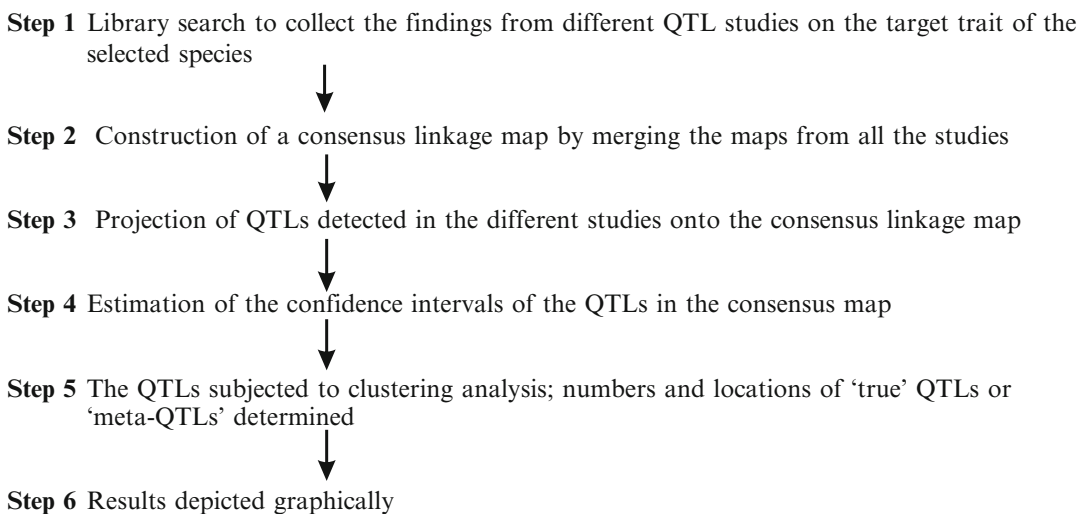 Step 1 Library search to collect the findings from different QTL studies on the target trait of the
selected species
Step 2 Construction of a consensus linkage map by merging the maps from all the studies
Step 3 Projection of QTLs detected in the different studies onto the consensus linkage map
Step 4 Estimation of the confidence intervals of the QTLs in the consensus map
Step 5 The QTLs subjected to clustering analysis; numbers and locations of ‘true’ QTLs or
‘meta-QTLs’ determined
Step 6 Results depicted graphically